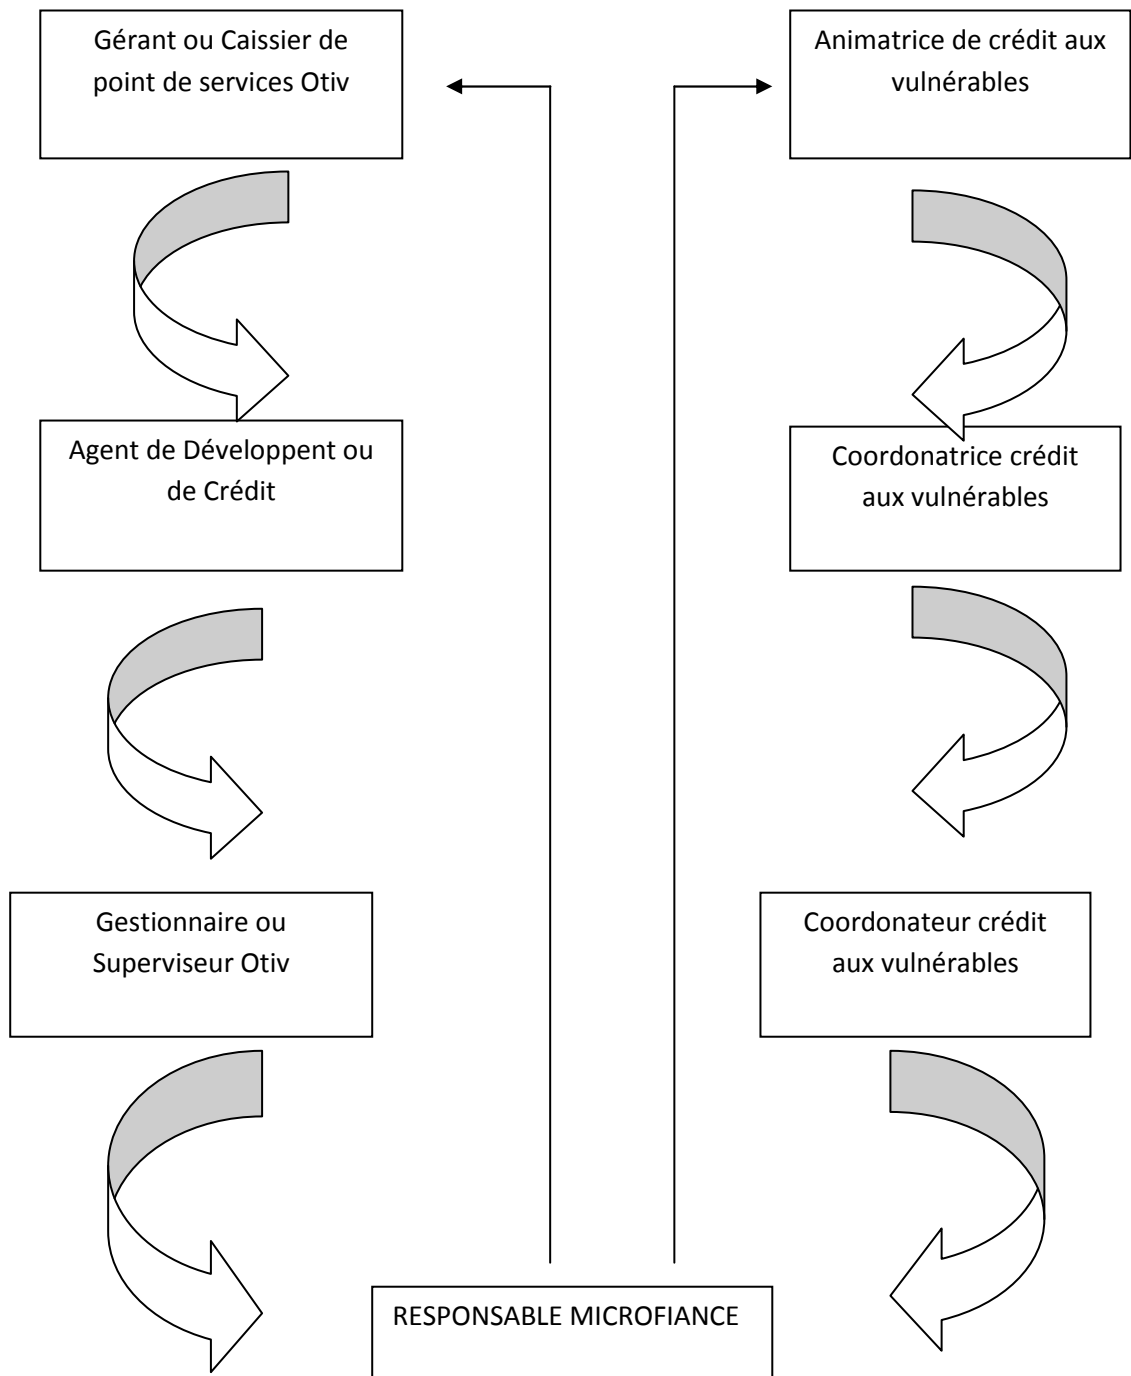 Gérant ou Caissier de
point de services Otiv
Animatrice de crédit aux
vulnérables
Agent de Développent ou
de Crédit
Coordonatrice crédit
aux vulnérables
Gestionnaire ou
Superviseur Otiv
Coordonateur crédit
aux vulnérables
RESPONSABLE MICROFIANCE